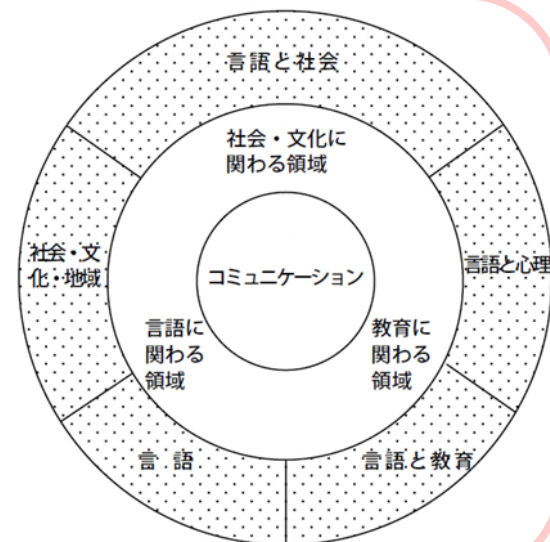 言語と社会
社会・文化に
関わる領域
社会・文
化・地域
コミュニケーション
言語と心理
言語に
関わる
領域
教育に
関わる
領域
言語
言語と教育